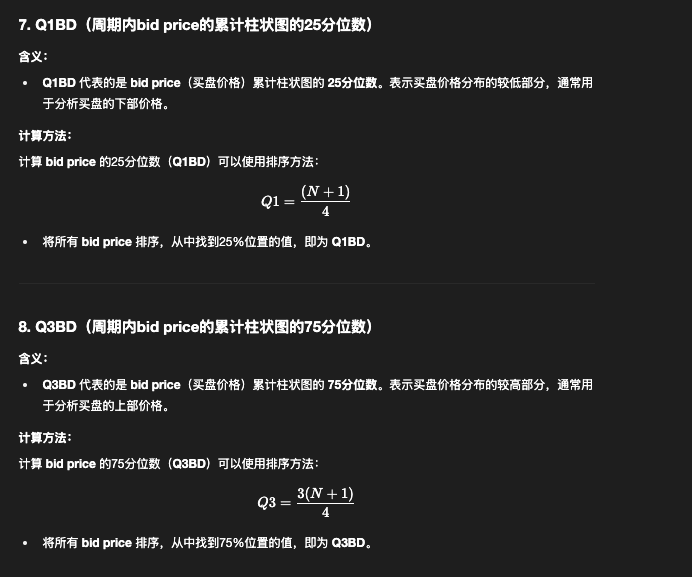 7. Q1BD（周期内bid price的累计柱状图的25分位数）
含义：
• Q1BD 代表的是 bid price（买盘价格）累计柱状图的 25分位数。表示买盘价格分布的较低部分，通常用
于分析买盘的下部价格。
计算方法：
计算 bid price 的25分位数（Q1BD）可以使用排序方法：
Q1 = (N + 1) / 4
• 将所有 bid price 排序，从中找到25%位置的值，即为 Q1BD。
8. Q3BD（周期内bid price的累计柱状图的75分位数）
含义：
• Q3BD 代表的是 bid price（买盘价格）累计柱状图的 75分位数。表示买盘价格分布的较高部分，通常用
于分析买盘的上部价格。
计算方法：
计算 bid price 的75分位数（Q3BD）可以使用排序方法：
Q3 = 3(N + 1) / 4
• 将所有 bid price 排序，从中找到75%位置的值，即为 Q3BD。